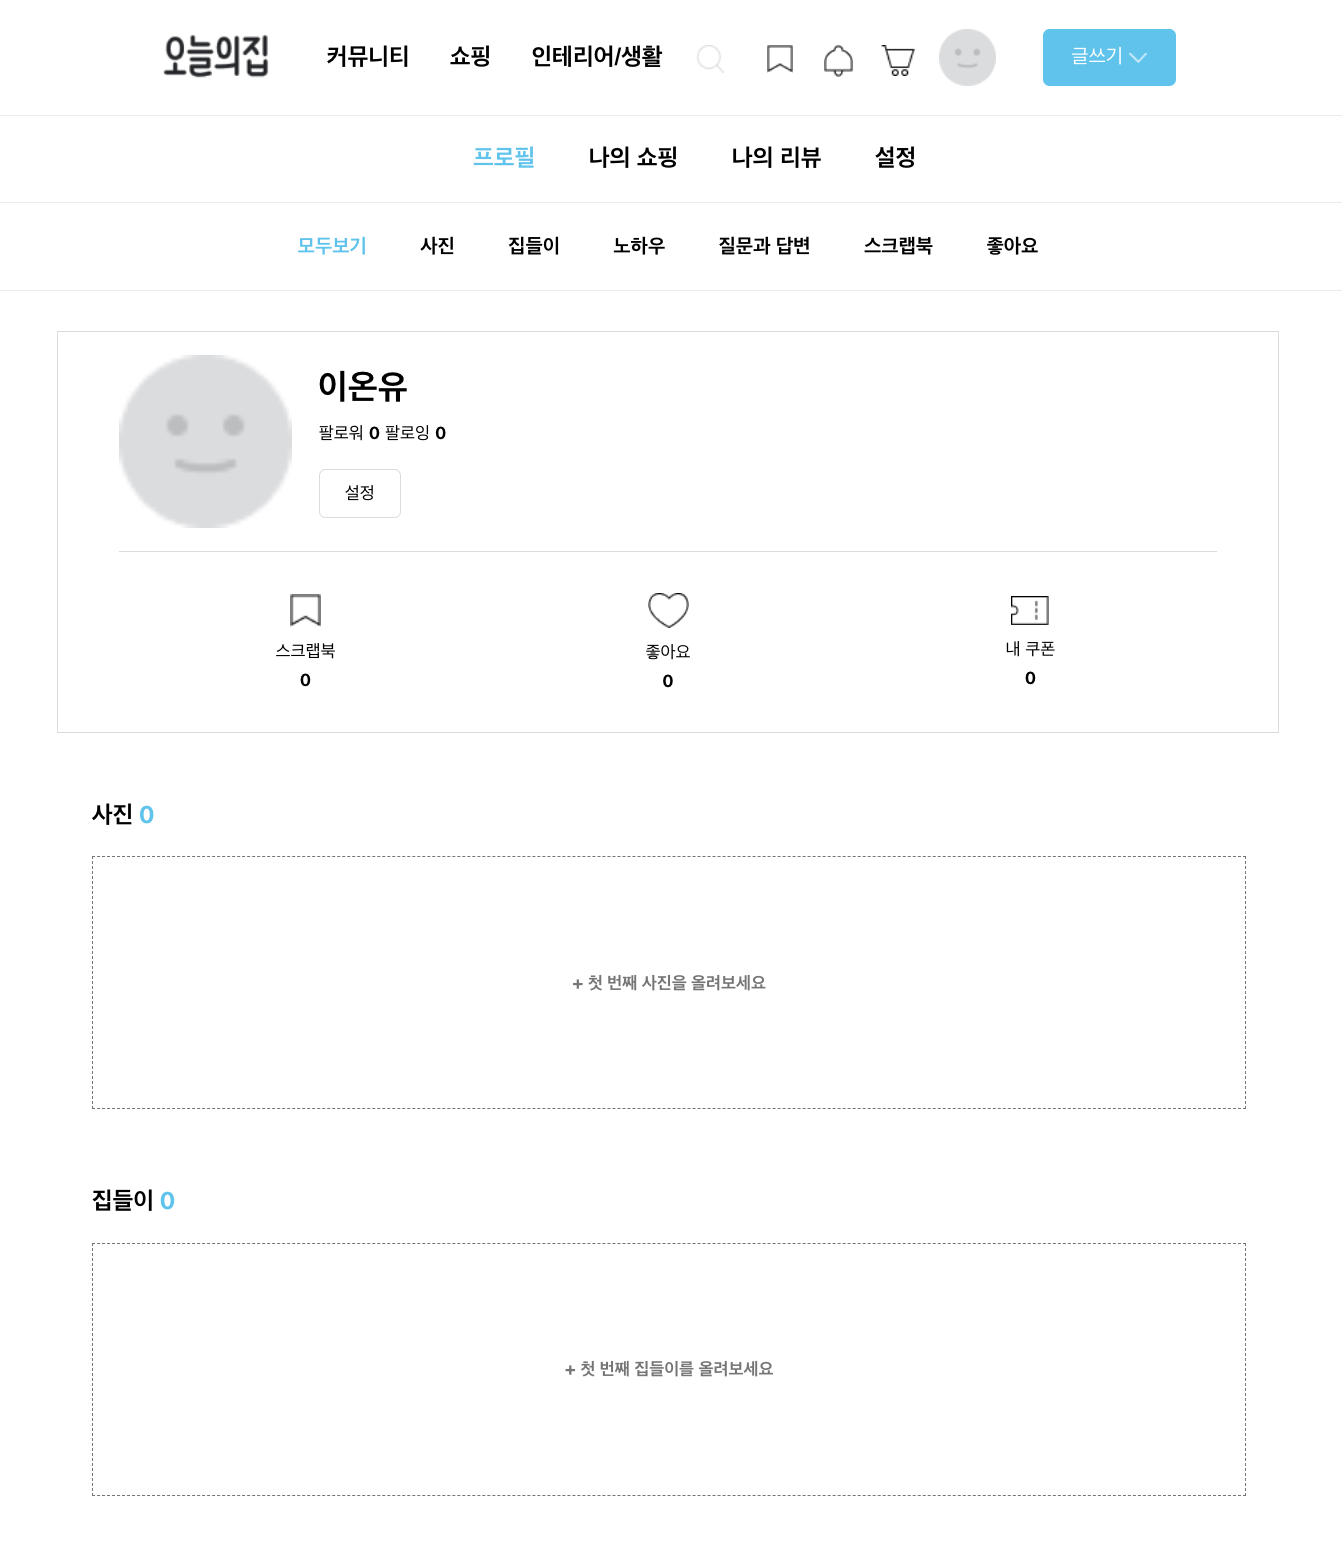 오늘의집 커뮤니티 쇼핑 인테리어/생활 글쓰기
프로필 나의 쇼핑 나의 리뷰 설정
모두보기 사진 집들이 노하우 질문과 답변 스크랩북 좋아요
이온유
팔로워 0 팔로잉 0
설정
스크랩북 좋아요 내 쿠폰
0 0 0
사진 0
+ 첫 번째 사진을 올려보세요
집들이 0
+ 첫 번째 집들이를 올려보세요